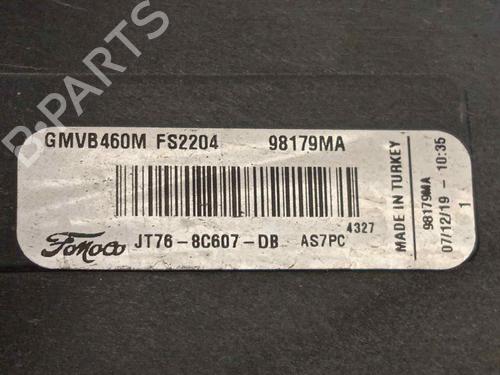 GMVB460M FS2204 98179MA
4327
FoMoCo JT76-8C607-DB AS7PC
MADE IN TURKEY
98179MA
07/12/19 - 10:35
1
B-PARTS